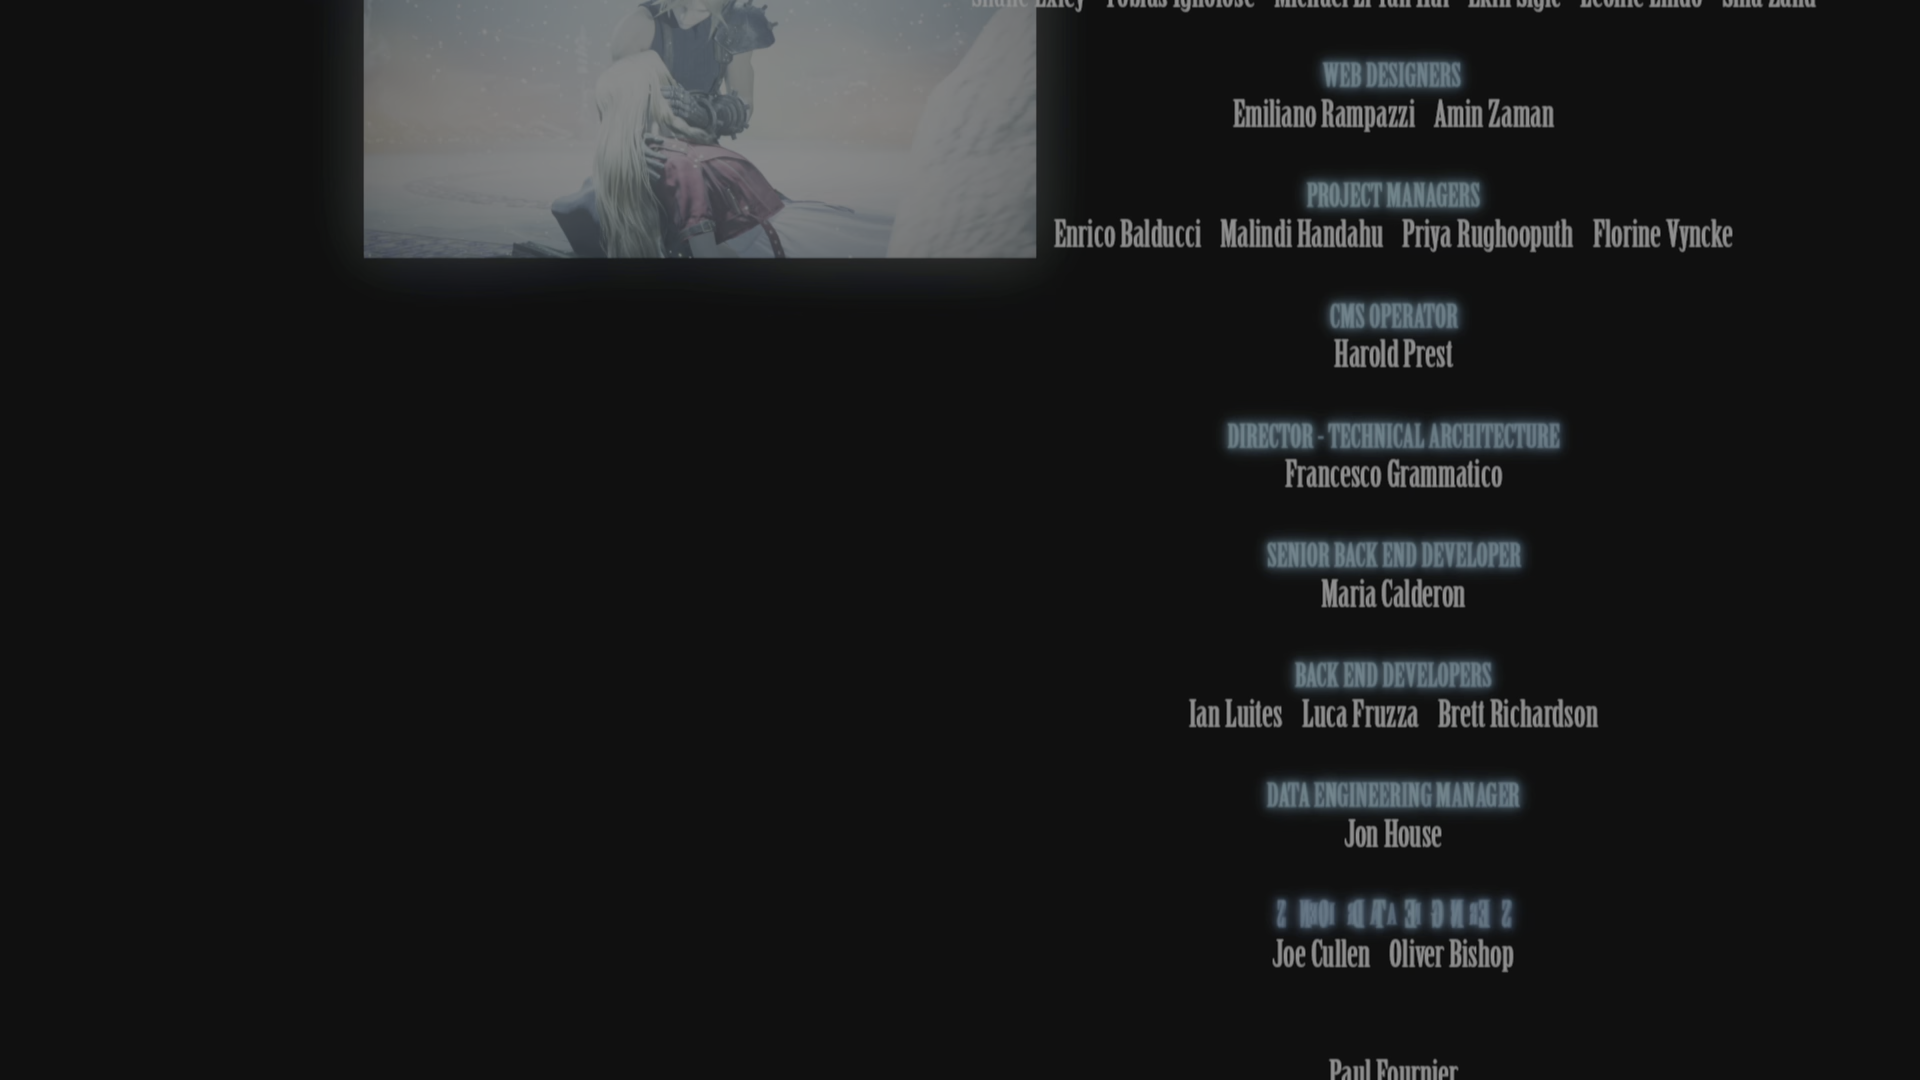 WEB DESIGNERS
Emiliano Rampazzi Amin Zaman
PROJECT MANAGERS
Enrico Balducci Malindi Handahu Priya Rughooputh Florine Vyncke
CMS OPERATOR
Harold Prest
DIRECTOR - TECHNICAL ARCHITECTURE
Francesco Grammatico
SENIOR BACK END DEVELOPER
Maria Calderon
BACK END DEVELOPERS
Ian Luites Luca Fruzza Brett Richardson
DATA ENGINEERING MANAGER
Jon House
Joe Cullen Oliver Bishop
Paul Fournier